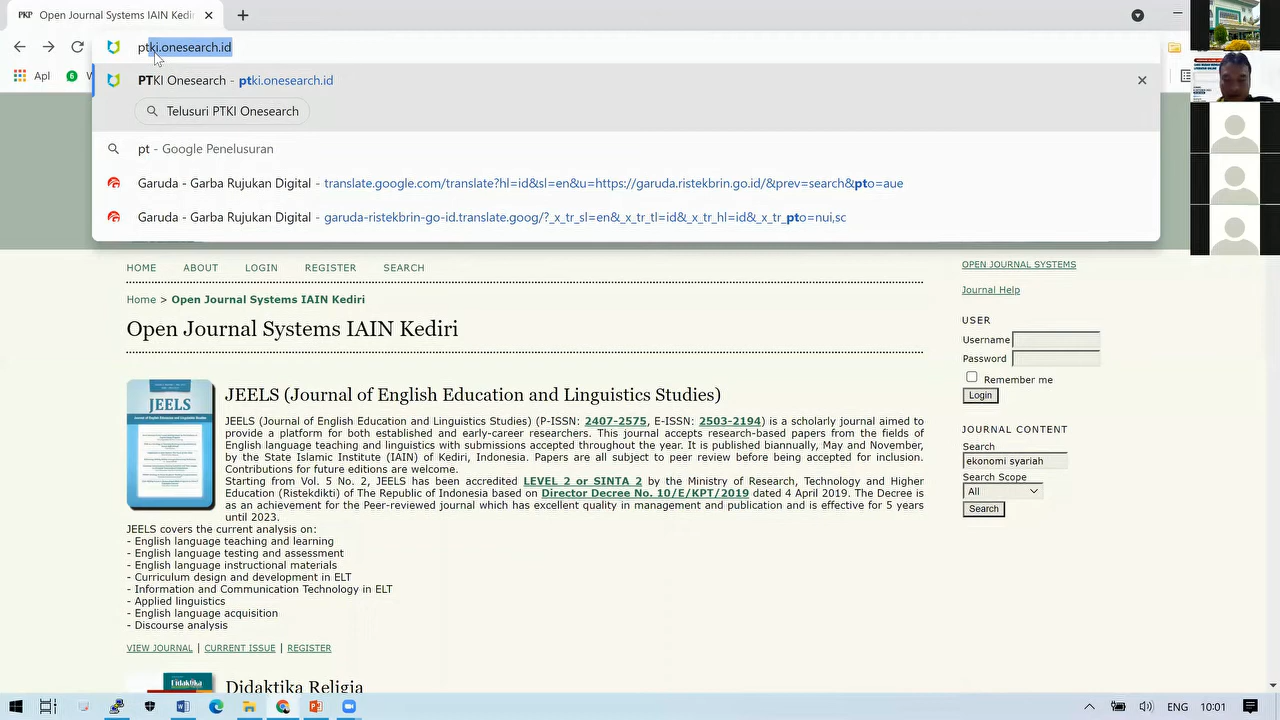 PKP Open Journal Systems IAIN Kedir
ptki.onesearch.id
Apl
6
PTKI Onesearch - ptki.onesearch.id
Telusuri PTKI Onesearch
pt - Google Penelusuran
Garuda - Garba Rujukan Digital - translate.google.com/translate?hl=id&sl=en&u=https://garuda.ristekbrin.go.id/&prev=search&pto=aue
Garuda - Garba Rujukan Digital - garuda-ristekbrin-go-id.translate.goog/?_x_tr_sl=en&_x_tr_tl=id&_x_tr_hl=id&_x_tr_pto=nui,sc
HOME ABOUT LOGIN REGISTER SEARCH
Home > Open Journal Systems IAIN Kediri
Open Journal Systems IAIN Kediri
JEELS
JEELS (Journal of English Education and Linguistics Studies)
JEELS (Journal of English Education and Linguistics Studies) (P-ISSN: 2407-2575, E-ISSN: 2503-2194) is a scholarly journal aimed to
provide a platform for both established and early-career researchers. This journal accepts research-based papers from the fields of
English language teaching and linguistics with submissions accepted throughout the year. It is published biannually, May and November,
by the State Islamic Institute (IAIN) of Kediri, Indonesia. Papers are all subject to peer review before being accepted for inclusion.
Contributions for future editions are welcome.
Starting from Vol. 5 No. 2, JEELS has been accredited LEVEL 2 or SINTA 2 by the Ministry of Research, Technology and Higher
Education (Ristekdikti) of The Republic of Indonesia based on Director Decree No. 10/E/KPT/2019 dated 4 April 2019. The Decree is
as an achievement for the Peer-reviewed journal which has excellent quality in management and publication and is effective for 5 years
until 2023.
JEELS covers the current analysis on:
- English language teaching and learning
- English language testing and assessment
- English language instructional materials
- Curriculum design and development in ELT
- Information and Communication Technology in ELT
- Applied linguistics
- English language acquisition
- Discourse analysis
VIEW JOURNAL | CURRENT ISSUE | REGISTER
Didaktika
Didaktika Religia
OPEN JOURNAL SYSTEMS
Journal Help
USER
Username
Password
Remember me
Login
JOURNAL CONTENT
Search
ekonomi syariah
Search Scope
All
Search
ENG 10:01